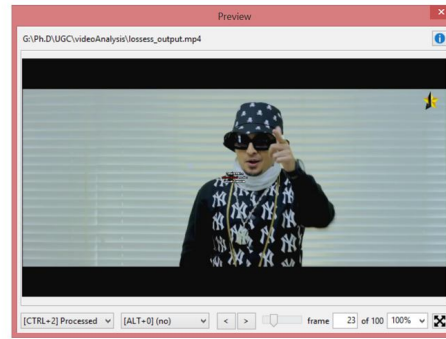 Preview
G:\Ph.D\UGC\videoAnalysis\lossess_output.mp4
[CTRL+2] Processed [ALT+0] (no) < > frame 23 of 100 100%